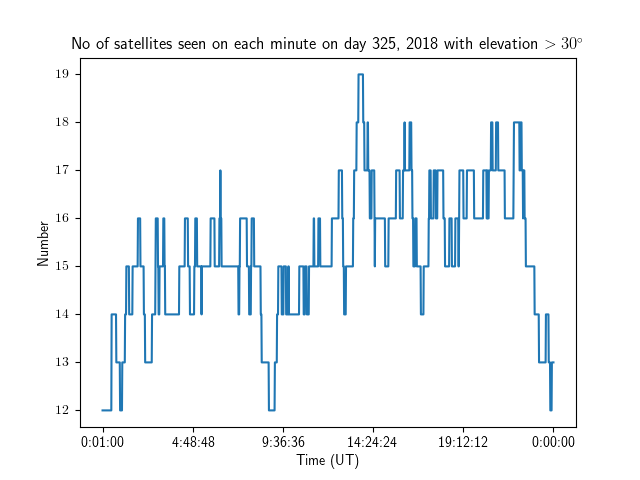 No of satellites seen on each minute on day 325, 2018 with elevation > 30°
19
18
17
16
15
14
13
12
Number
0:01:00 4:48:48 9:36:36 14:24:24 19:12:12 0:00:00
Time (UT)